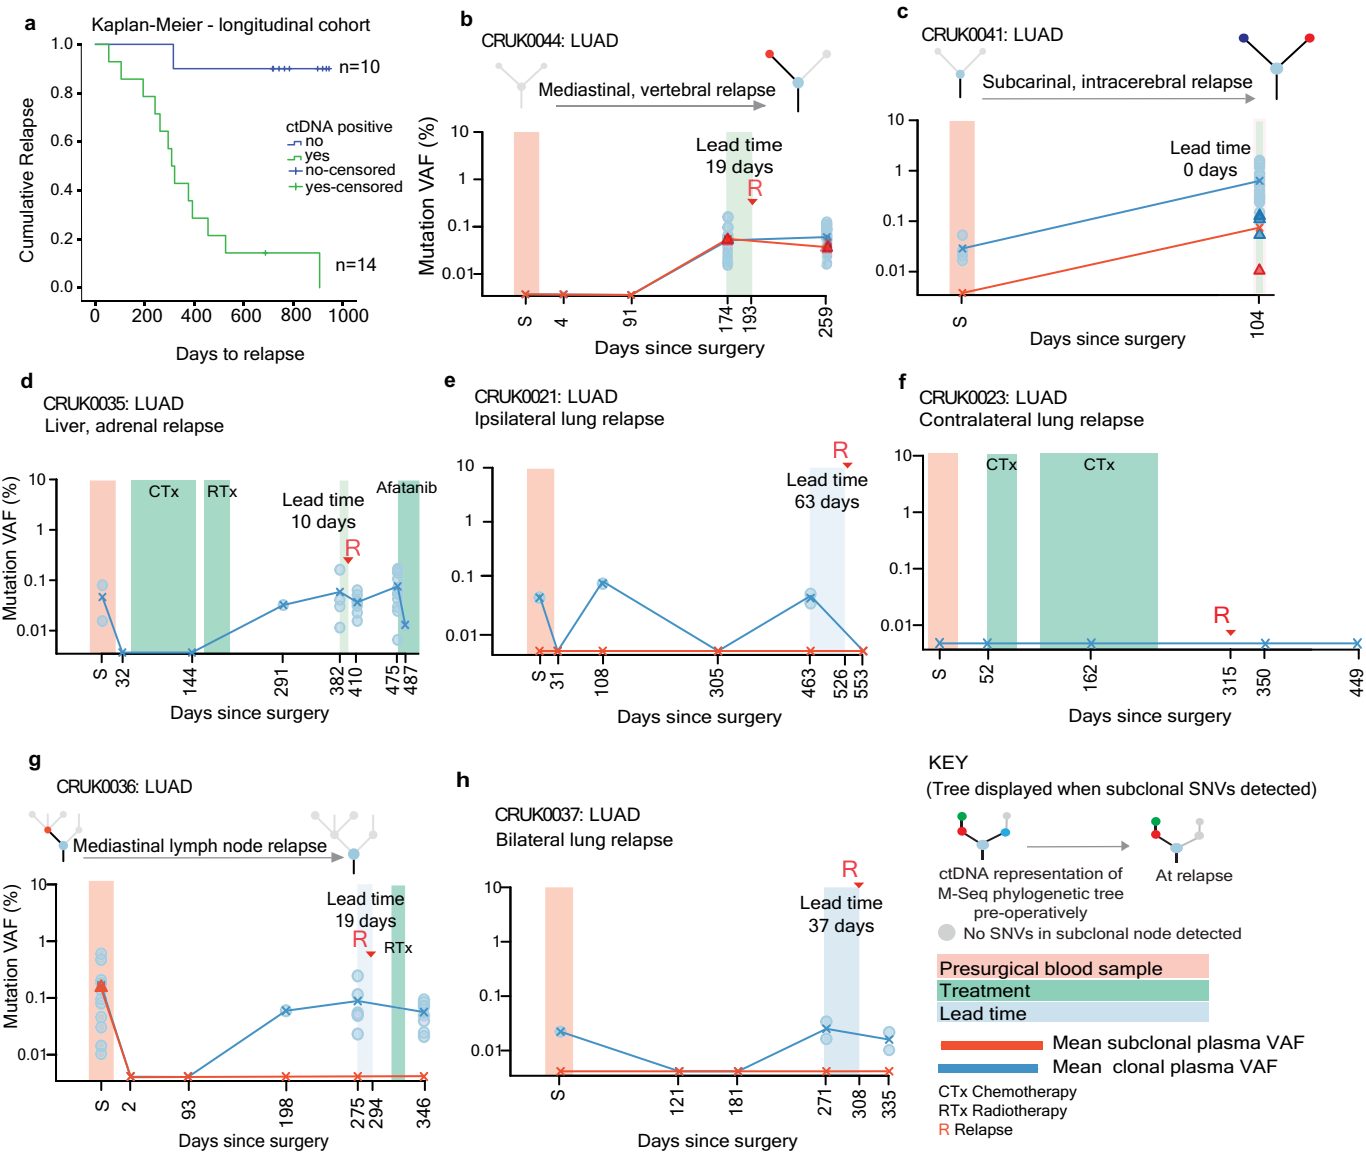 a
Kaplan-Meier - longitudinal cohort
Cumulative Relapse
1.0
0.8
0.6
0.4
0.2
0.0
n=10
ctDNA positive
no
yes
no-censored
yes-censored
n=14
0 200 400 600 800 1000
Days to relapse
b
CRUK0044: LUAD
Mediastinal, vertebral relapse
Mutation VAF (%)
10
1
0.1
0.01
Lead time
19 days
R
S 4 91 174 193 259
Days since surgery
c
CRUK0041: LUAD
Subcarinal, intracerebral relapse
10
1
0.1
0.01
Lead time
0 days
S 104
Days since surgery
d
CRUK0035: LUAD
Liver, adrenal relapse
Mutation VAF (%)
10
1
0.1
0.01
CTx
RTx
Lead time
10 days
R
Afatanib
S 32 144 291 382 410 475 487
Days since surgery
e
CRUK0021: LUAD
Ipsilateral lung relapse
10
1
0.1
0.01
R
Lead time
63 days
S 31 108 305 463 526 553
Days since surgery
f
CRUK0023: LUAD
Contralateral lung relapse
10
1
0.1
0.01
CTx
CTx
R
S 52 162 315 350 449
Days since surgery
g
CRUK0036: LUAD
Mediastinal lymph node relapse
Mutation VAF (%)
10
1
0.1
0.01
Lead time
19 days
R
RTx
S 2 93 198 275 294 346
Days since surgery
h
CRUK0037: LUAD
Bilateral lung relapse
10
1
0.1
0.01
R
Lead time
37 days
S 121 181 271 308 335
Days since surgery
KEY
(Tree displayed when subclonal SNVs detected)
ctDNA representation of
M-Seq phylogenetic tree
pre-operatively
At relapse
No SNVs in subclonal node detected
Presurgical blood sample
Treatment
Lead time
Mean subclonal plasma VAF
Mean clonal plasma VAF
CTx Chemotherapy
RTx Radiotherapy
R Relapse